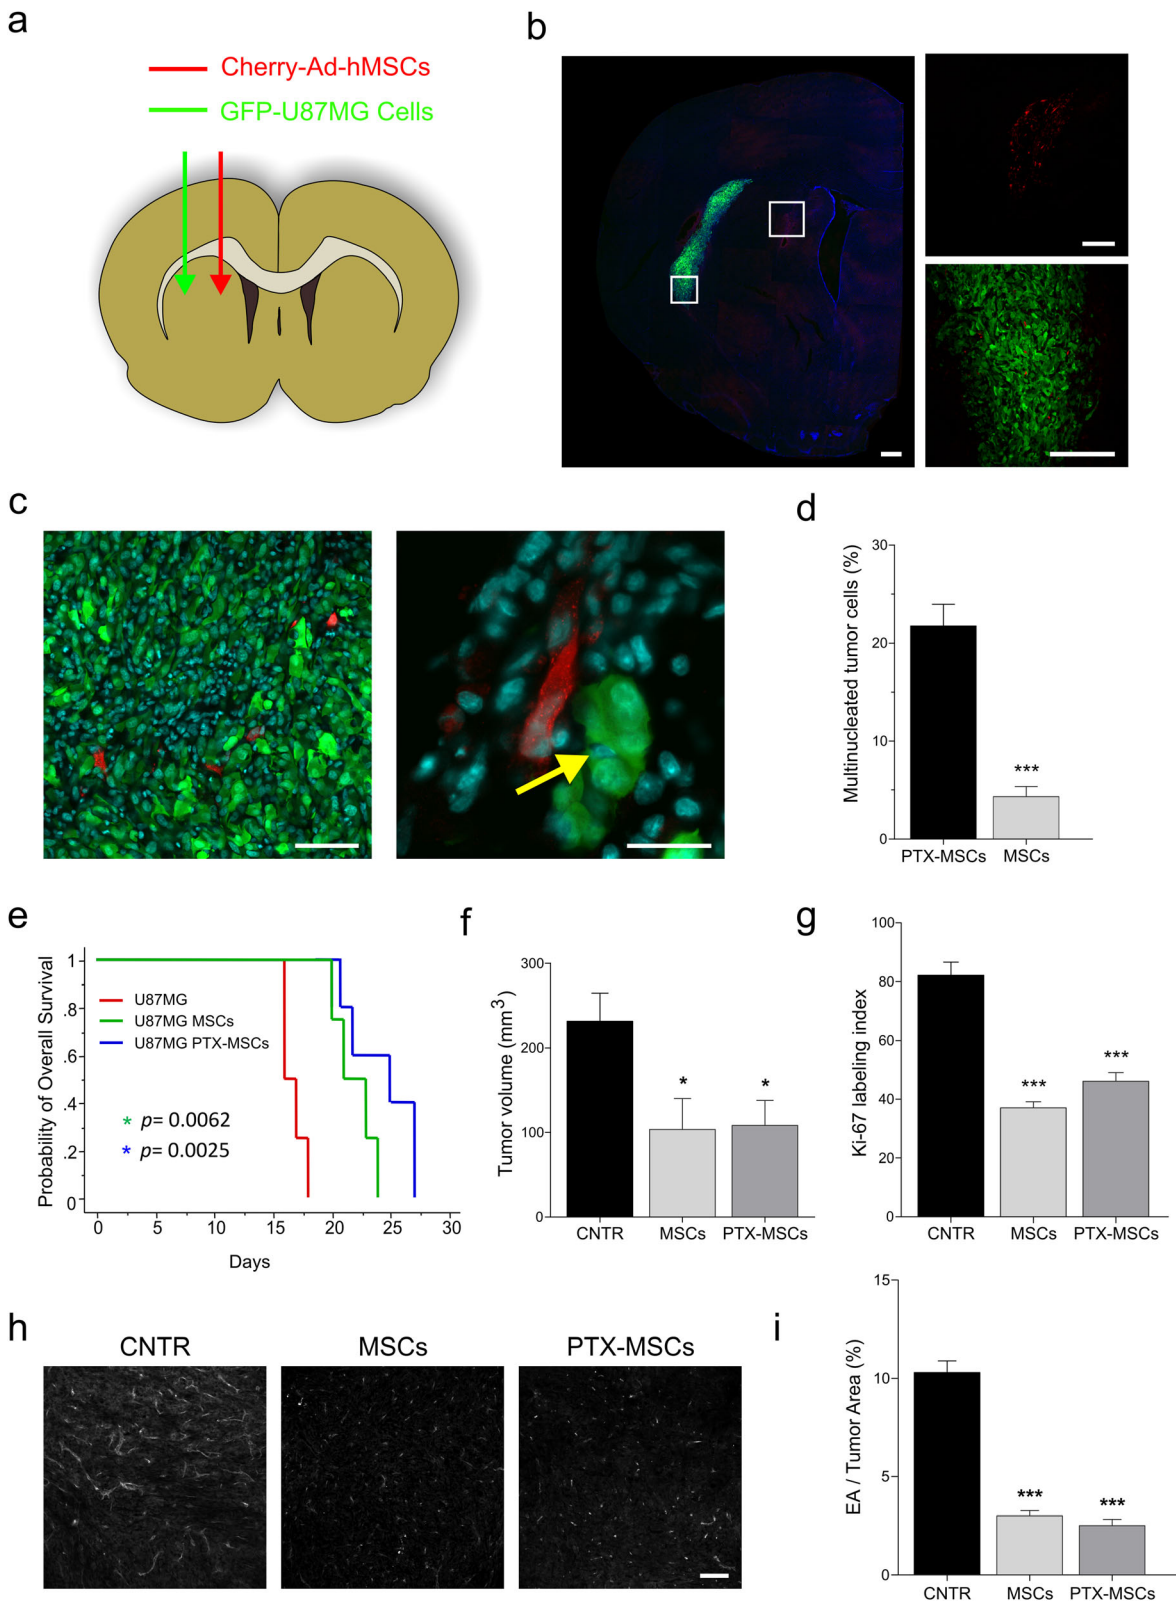 a
Cherry-Ad-hMSCs
GFP-U87MG Cells
b
c
d
Multinucleated tumor cells (%)
30
20
10
0
***
PTX-MSCs
MSCs
e
Probability of Overall Survival
1
.8
.6
.4
.2
0
U87MG
U87MG MSCs
U87MG PTX-MSCs
* p= 0.0062
* p= 0.0025
0 5 10 15 20 25 30
Days
f
Tumor volume (mm3)
300
200
100
0
*
*
CNTR MSCs PTX-MSCs
g
Ki-67 labeling index
100
80
60
40
20
0
***
***
CNTR MSCs PTX-MSCs
h
CNTR
MSCs
PTX-MSCs
i
EA / Tumor Area (%)
15
10
5
0
***
***
CNTR MSCs PTX-MSCs